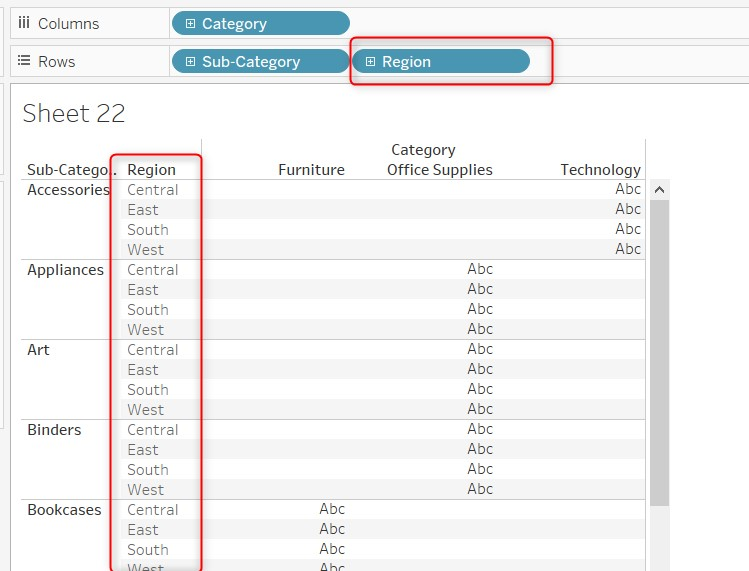 Columns Category
Rows Sub-Category Region
Sheet 22
Category
Sub-Catego.. Region Furniture Office Supplies Technology
Accessories Central Abc
East Abc
South Abc
West Abc
Appliances Central Abc
East Abc
South Abc
West Abc
Art Central Abc
East Abc
South Abc
West Abc
Binders Central Abc
East Abc
South Abc
West Abc
Bookcases Central Abc
East Abc
South Abc
West Abc